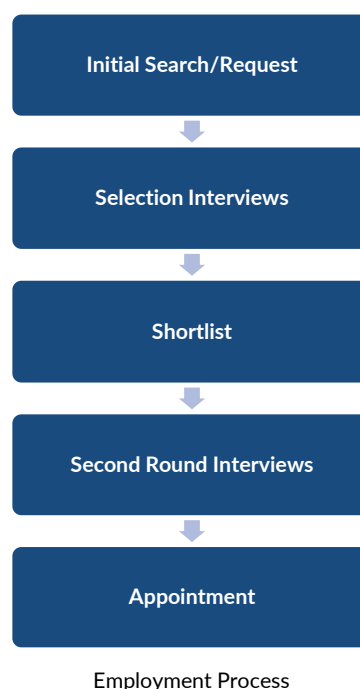 Initial Search/Request
Selection Interviews
Shortlist
Second Round Interviews
Appointment
Employment Process